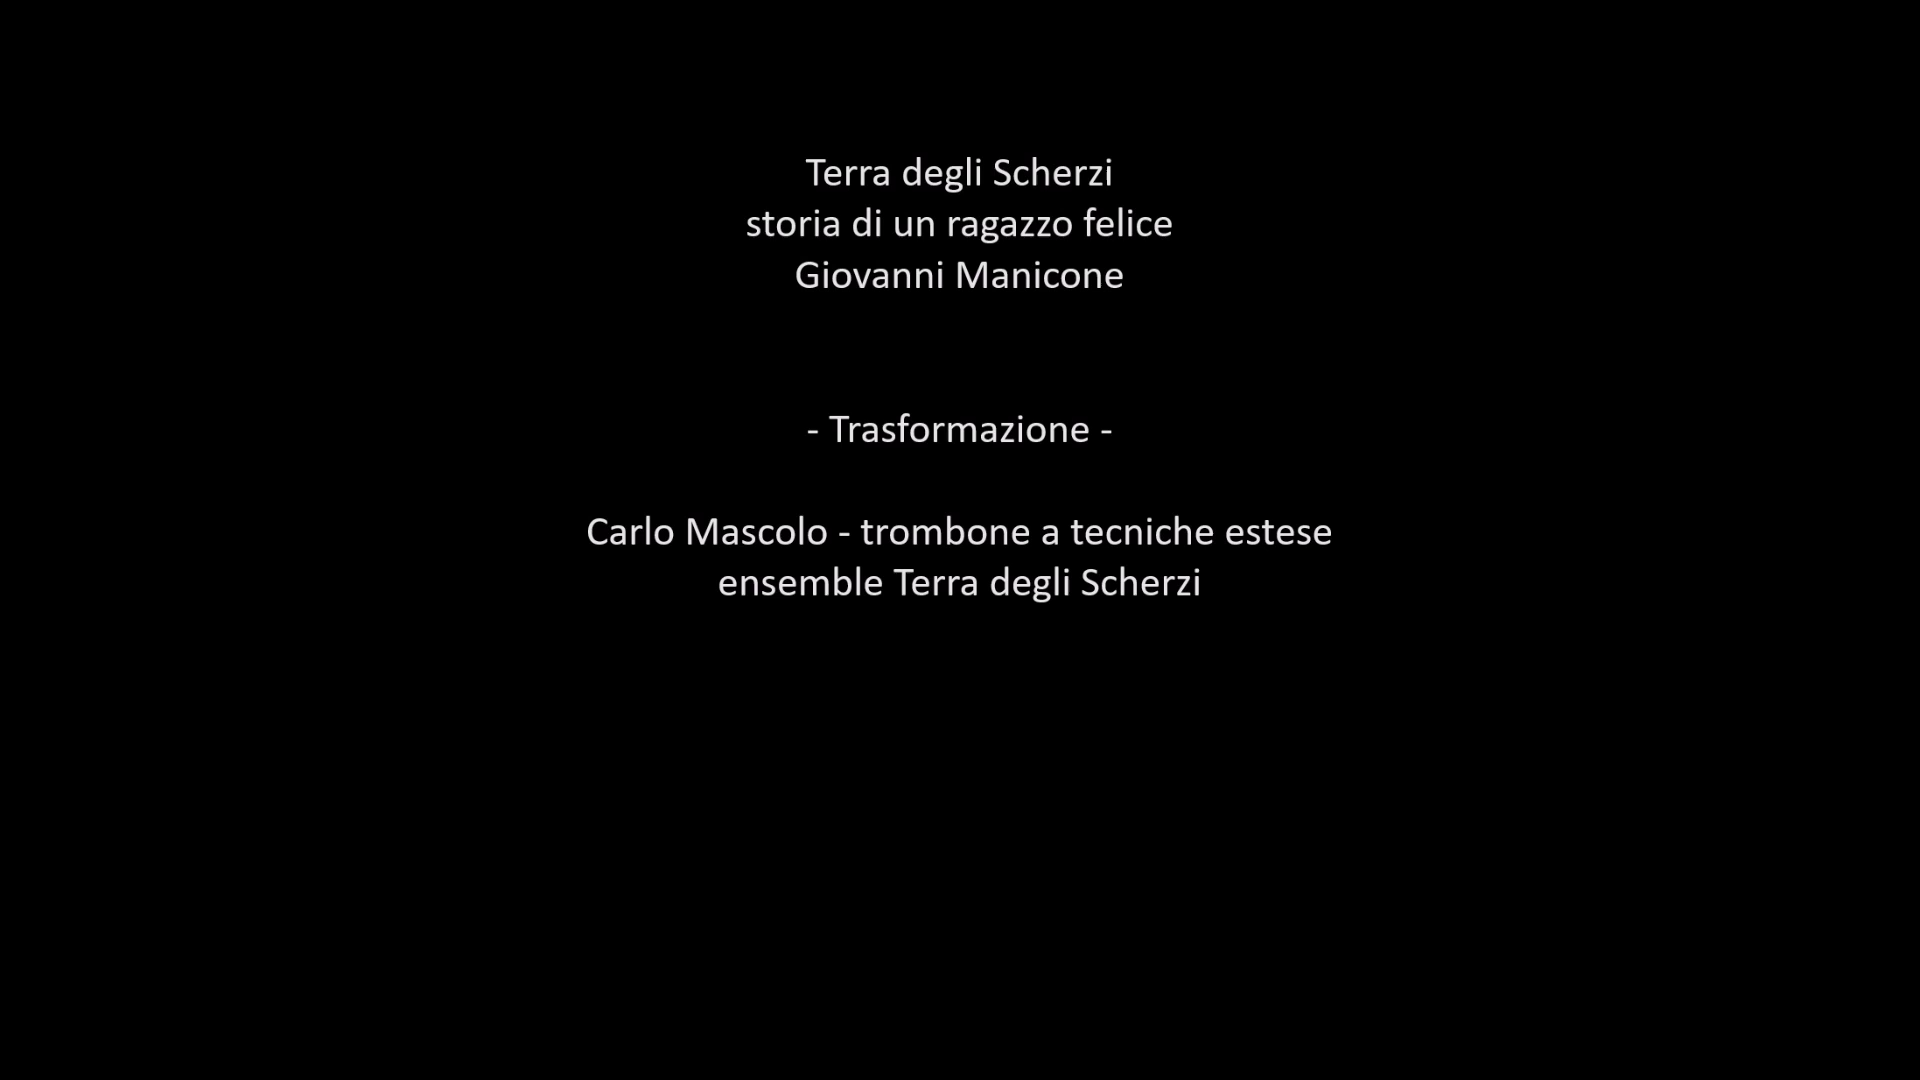 Terra degli Scherzi
storia di un ragazzo felice
Giovanni Manicone
- Trasformazione -
Carlo Mascolo - trombone a tecniche estese
ensemble Terra degli Scherzi